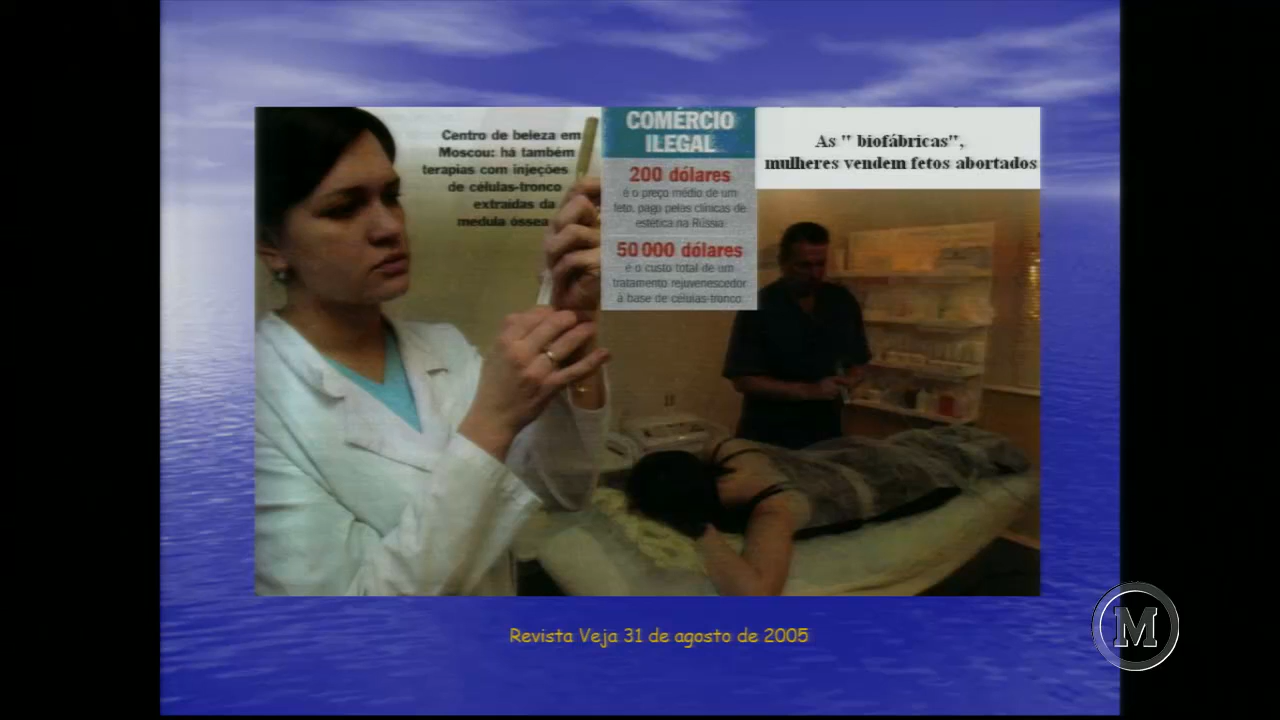 Centro de beleza em
Moscou: há também
terapias com injeções
de células-tronco
extraídas da
medula óssea
COMÉRCIO
ILEGAL
200 dólares
é o preço médio de um
feto, pago pelas clínicas de
estética na Rússia
50 000 dólares
é o custo total de um
tratamento rejuvenescedor
à base de células-tronco
As " biofábricas",
mulheres vendem fetos abortados
Revista Veja 31 de agosto de 2005
M